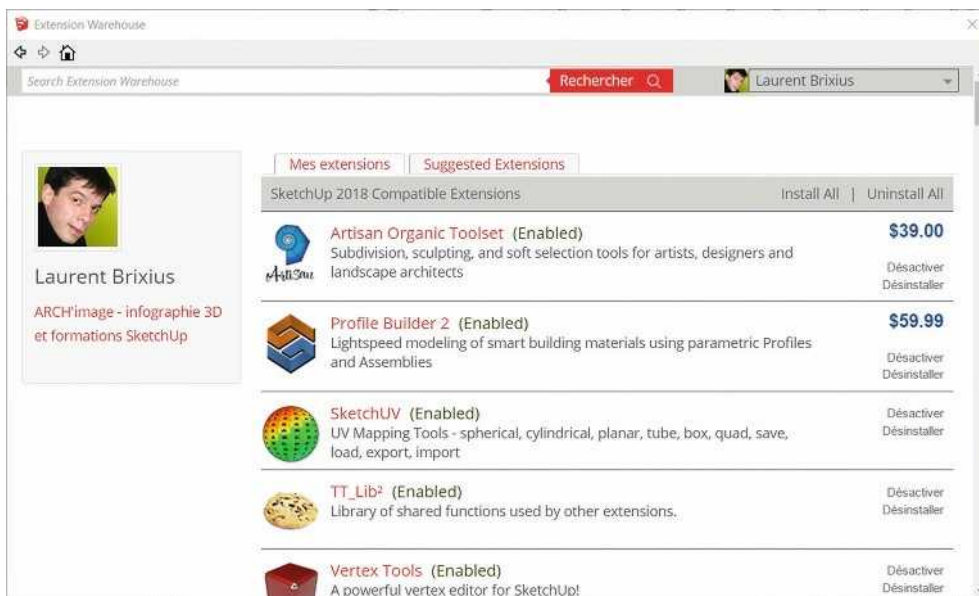 Extension Warehouse
Search Extension Warehouse
Rechercher
Laurent Brixius
Laurent Brixius
ARCH'image - infographie 3D
et formations SketchUp
Mes extensions
Suggested Extensions
SketchUp 2018 Compatible Extensions
Install All | Uninstall All
Artisan
Artisan Organic Toolset (Enabled)
Subdivision, sculpting, and soft selection tools for artists, designers and
landscape architects
$39.00
Désactiver
Désinstaller
Profile Builder 2 (Enabled)
Lightspeed modeling of smart building materials using parametric Profiles
and Assemblies
$59.99
Désactiver
Désinstaller
SketchUV (Enabled)
UV Mapping Tools - spherical, cylindrical, planar, tube, box, quad, save,
load, export, import
Désactiver
Désinstaller
TT_Lib² (Enabled)
Library of shared functions used by other extensions.
Désactiver
Désinstaller
Vertex Tools (Enabled)
A powerful vertex editor for SketchUp!
Désactiver
Désinstaller